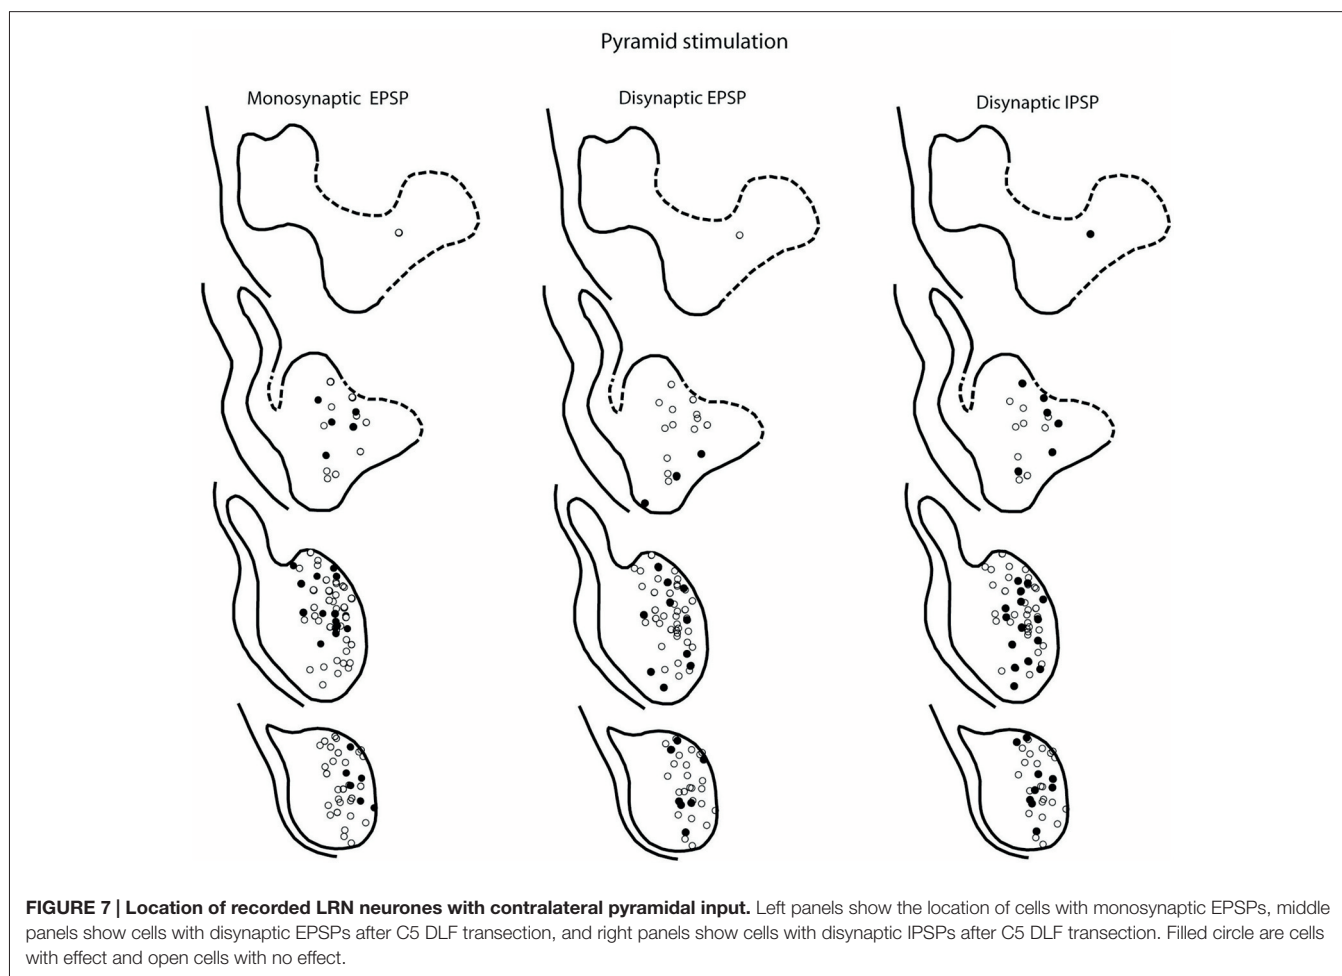 Pyramid stimulation
Monosynaptic EPSP
Disynaptic EPSP
Disynaptic IPSP
FIGURE 7 | Location of recorded LRN neurones with contralateral pyramidal input. Left panels show the location of cells with monosynaptic EPSPs, middle
panels show cells with disynaptic EPSPs after C5 DLF transection, and right panels show cells with disynaptic IPSPs after C5 DLF transection. Filled circle are cells
with effect and open cells with no effect.